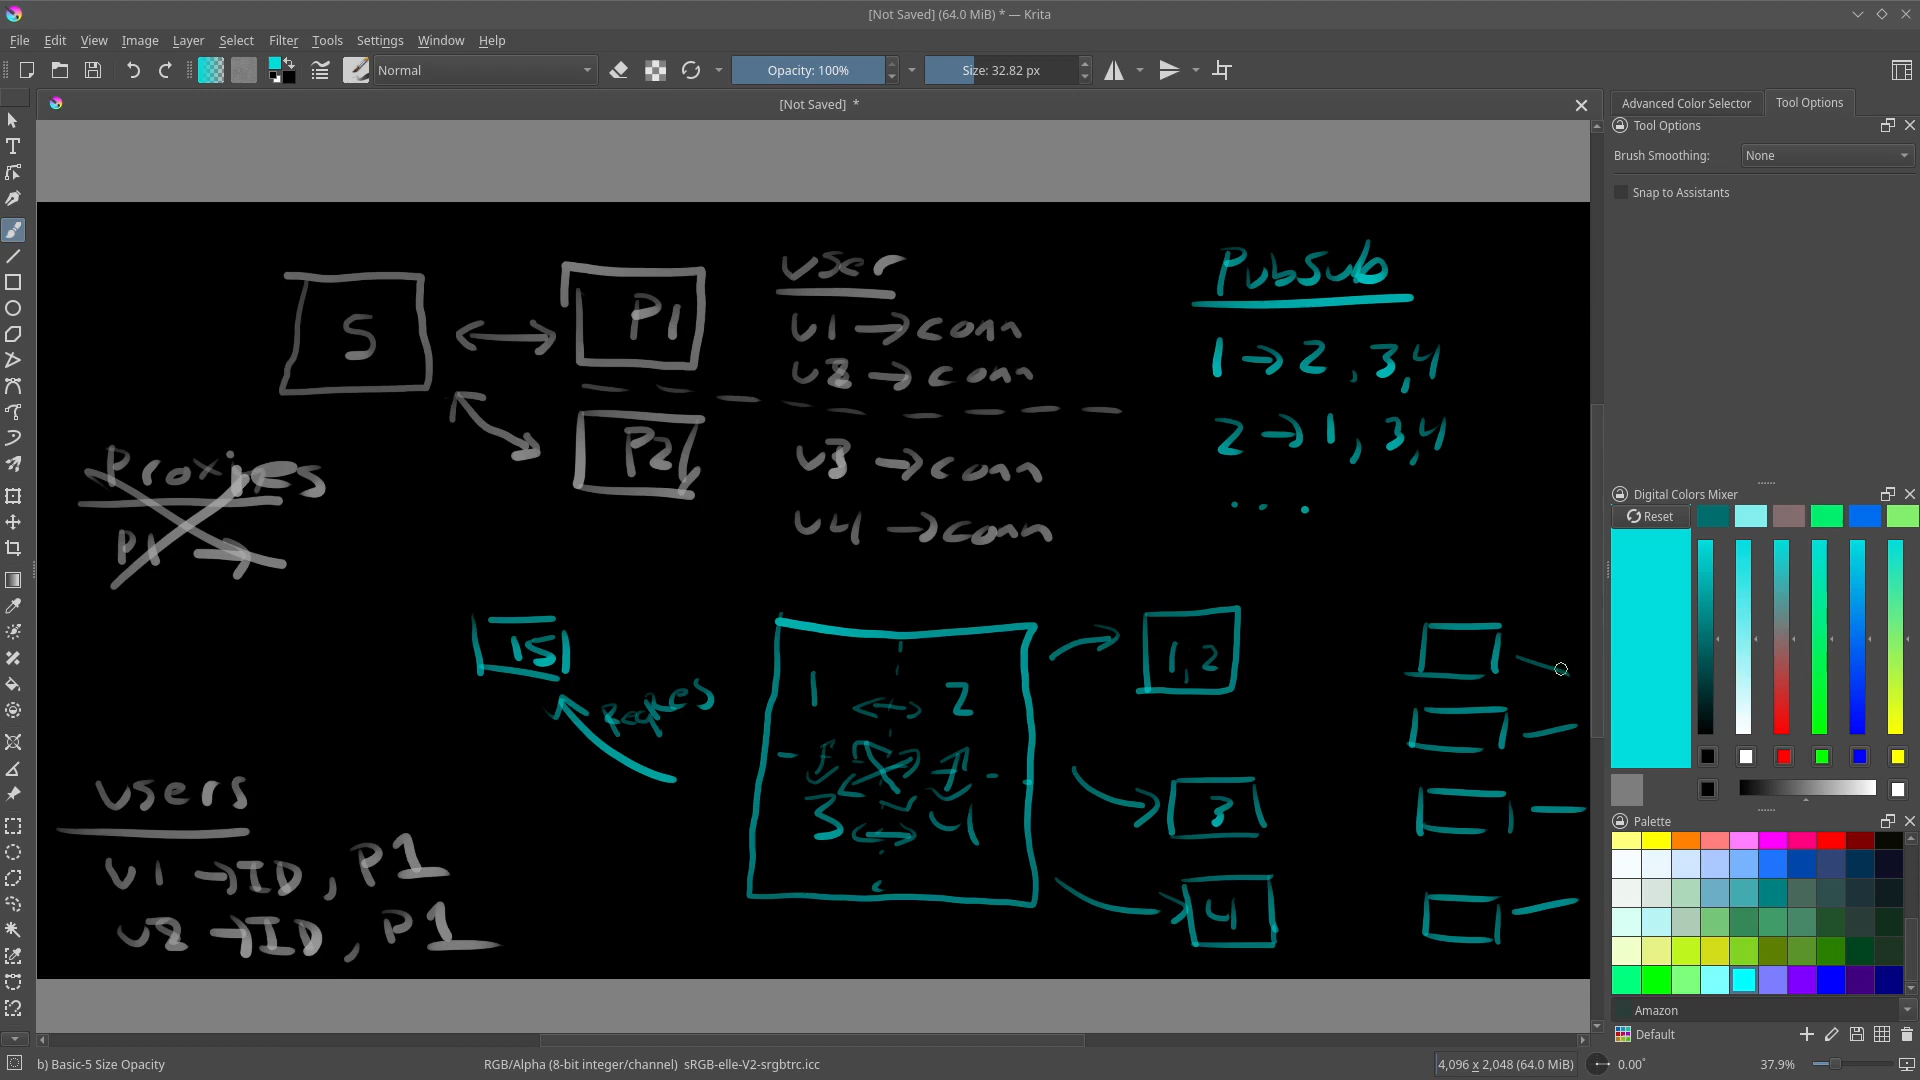 [Not Saved] (64.0 MiB) * — Krita
File Edit View Image Layer Select Filter Tools Settings Window Help
Normal
Opacity: 100%
Size: 32.82 px
[Not Saved] *
Advanced Color Selector
Tool Options
Tool Options
Brush Smoothing: None
Snap to Assistants
user
PubSub
S
P1
U1 → conn
1 → 2, 3, 4
U2 → conn
P2
2 → 1, 3, 4
U3 → conn
Proxies
U4 → conn
...
P1 →
Digital Colors Mixer
Reset
15
1 2
1, 2
3 4
3
4
users
U1 → ID, P1
U2 → ID, P1
Palette
Amazon
Default
b) Basic-5 Size Opacity
RGB/Alpha (8-bit integer/channel) sRGB-elle-V2-srgbtrc.icc
4,096 x 2,048 (64.0 MiB)
0.00°
37.9%